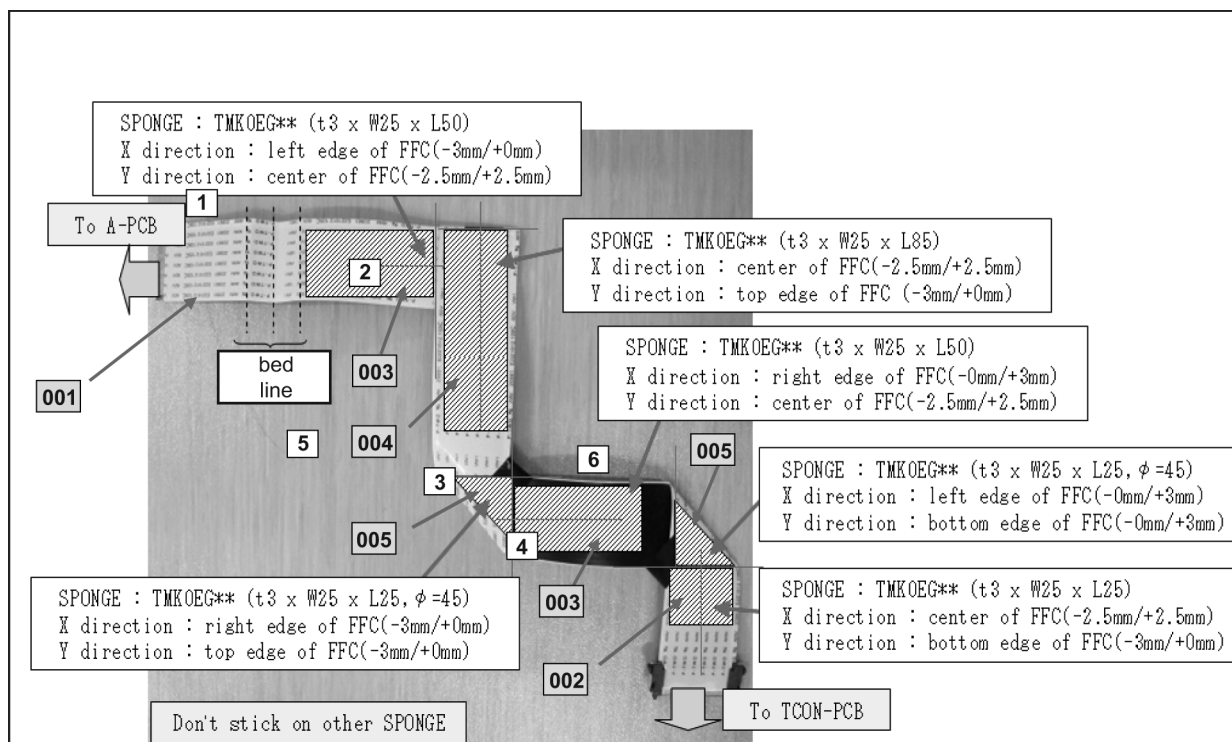 SPONGE : TMK0EG** (t3 x W25 x L50)
X direction : left edge of FFC(-3mm/+0mm)
Y direction : center of FFC(-2.5mm/+2.5mm)
1
To A-PCB
SPONGE : TMK0EG** (t3 x W25 x L85)
X direction : center of FFC(-2.5mm/+2.5mm)
Y direction : top edge of FFC (-3mm/+0mm)
2
SPONGE : TMK0EG** (t3 x W25 x L50)
X direction : right edge of FFC(-0mm/+3mm)
Y direction : center of FFC(-2.5mm/+2.5mm)
bed
line
003
001
004
5
6
005
3
SPONGE : TMK0EG** (t3 x W25 x L25, φ=45)
X direction : left edge of FFC(-0mm/+3mm)
Y direction : bottom edge of FFC(-0mm/+3mm)
005
4
SPONGE : TMK0EG** (t3 x W25 x L25, φ=45)
X direction : right edge of FFC(-3mm/+0mm)
Y direction : top edge of FFC(-3mm/+0mm)
003
SPONGE : TMK0EG** (t3 x W25 x L25)
X direction : center of FFC(-2.5mm/+2.5mm)
Y direction : bottom edge of FFC(-3mm/+0mm)
002
Don't stick on other SPONGE
To TCON-PCB